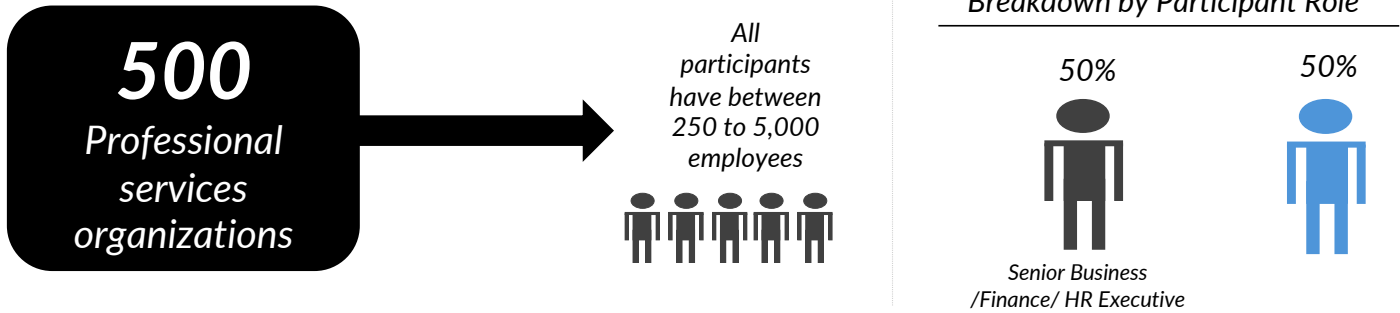 500
Professional
services
organizations
All
participants
have between
250 to 5,000
employees
Breakdown by Participant Role
50%
50%
Senior Business
/Finance/ HR Executive